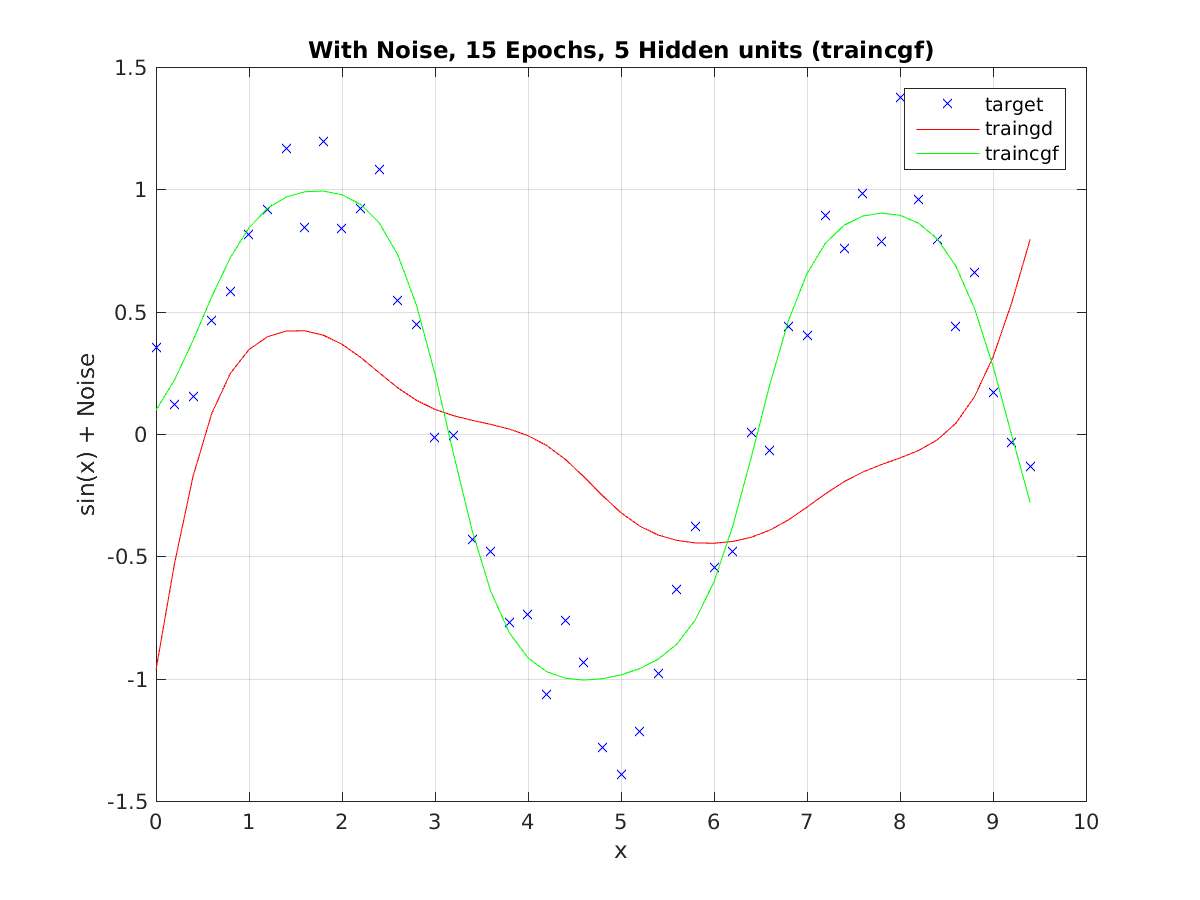 With Noise, 15 Epochs, 5 Hidden units (traincgf)
target
traingd
traincgf
1.5
1
0.5
0
-0.5
-1
-1.5
sin(x) + Noise
0 1 2 3 4 5 6 7 8 9 10
x